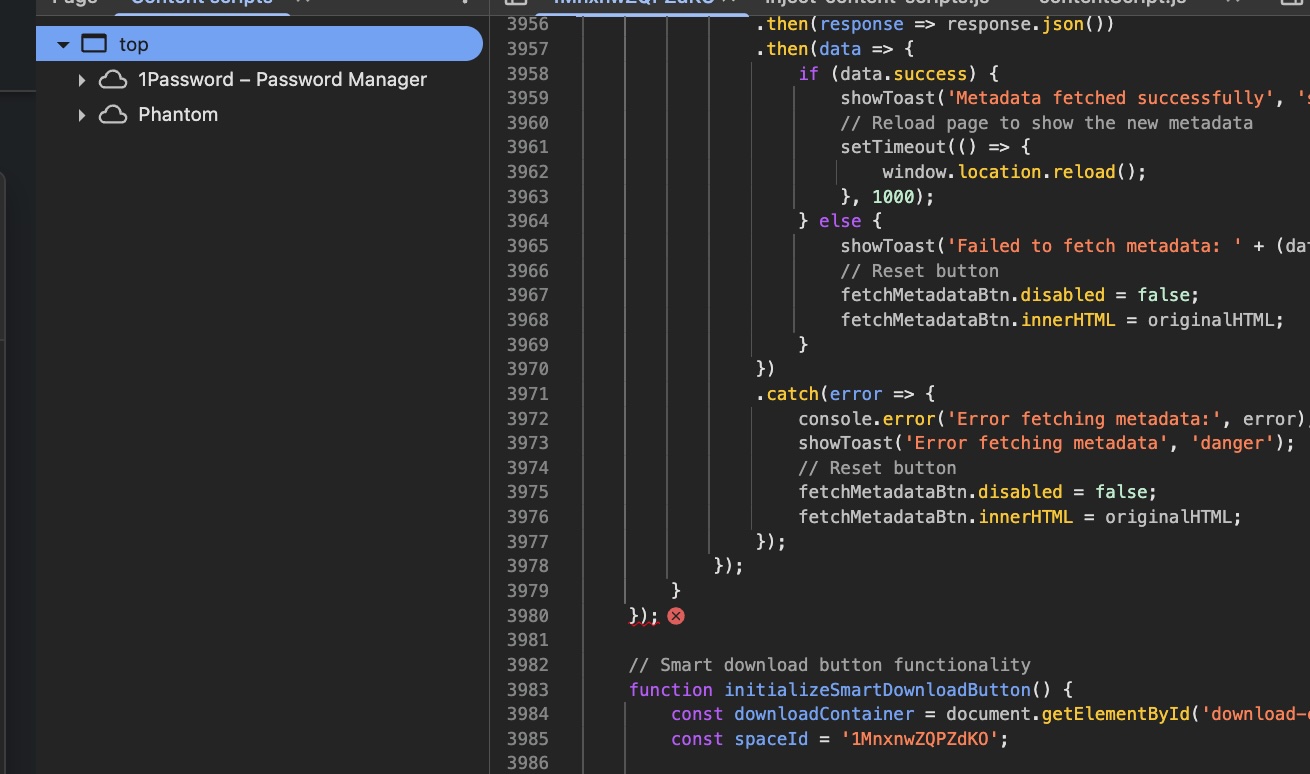 Page Content scripts
top
1Password – Password Manager
Phantom
1MnxnwZQPZdKO inject-content-scripts.js contentScript.js
3956 .then(response => response.json())
3957 .then(data => {
3958 if (data.success) {
3959 showToast('Metadata fetched successfully', '
3960 // Reload page to show the new metadata
3961 setTimeout(() => {
3962 window.location.reload();
3963 }, 1000);
3964 } else {
3965 showToast('Failed to fetch metadata: ' + (dat
3966 // Reset button
3967 fetchMetadataBtn.disabled = false;
3968 fetchMetadataBtn.innerHTML = originalHTML;
3969 }
3970 })
3971 .catch(error => {
3972 console.error('Error fetching metadata:', error)
3973 showToast('Error fetching metadata', 'danger');
3974 // Reset button
3975 fetchMetadataBtn.disabled = false;
3976 fetchMetadataBtn.innerHTML = originalHTML;
3977 });
3978 });
3979 }
3980 });
3981
3982 // Smart download button functionality
3983 function initializeSmartDownloadButton() {
3984 const downloadContainer = document.getElementById('download-
3985 const spaceId = '1MnxnwZQPZdKO';
3986